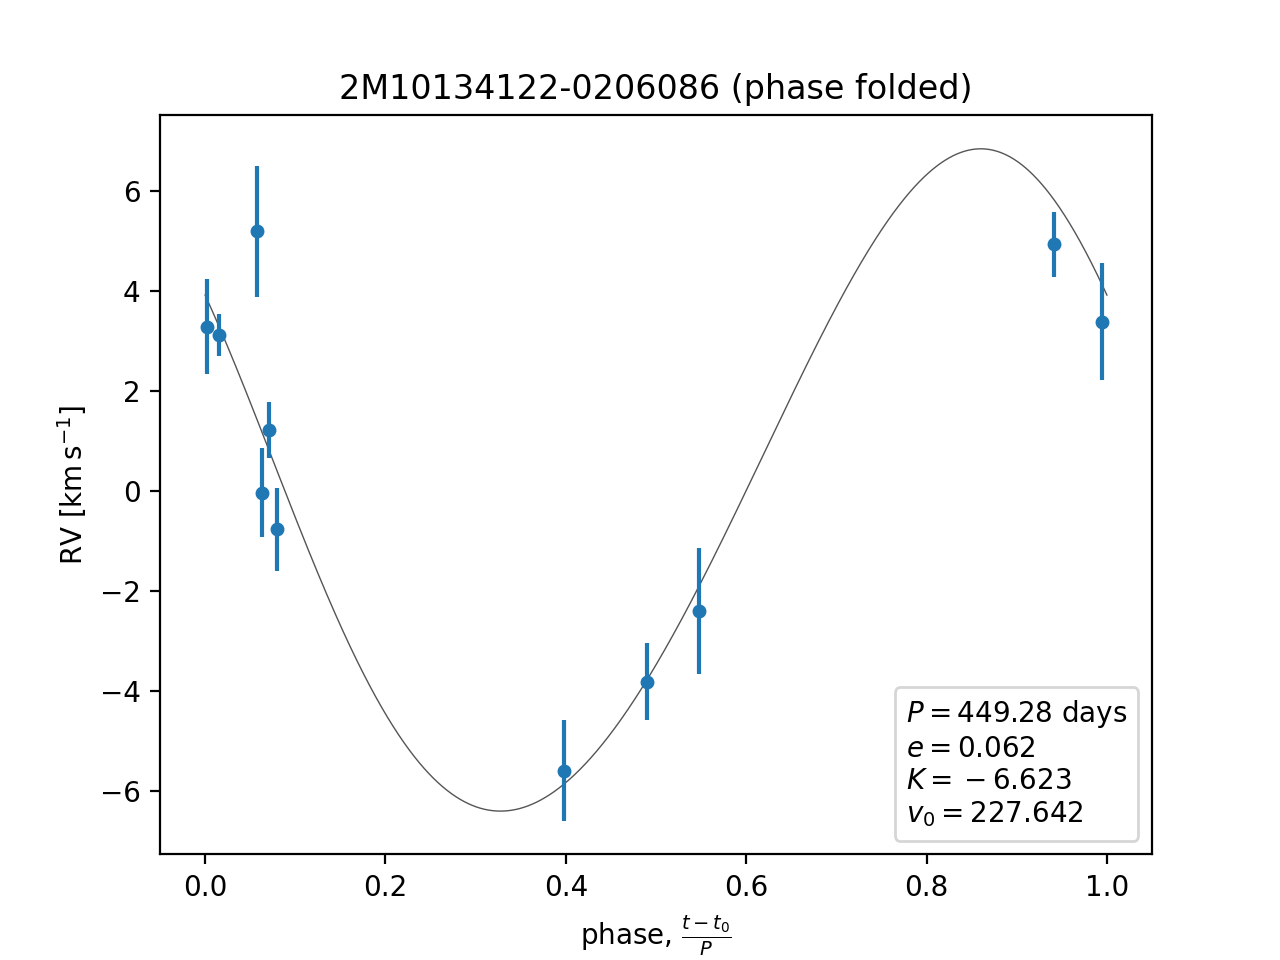 2M10134122-0206086 (phase folded)
RV [km s⁻¹]
6
4
2
0
−2
−4
−6
P = 449.28 days
e = 0.062
K = −6.623
v₀ = 227.642
0.0 0.2 0.4 0.6 0.8 1.0
phase, (t − t₀)/P